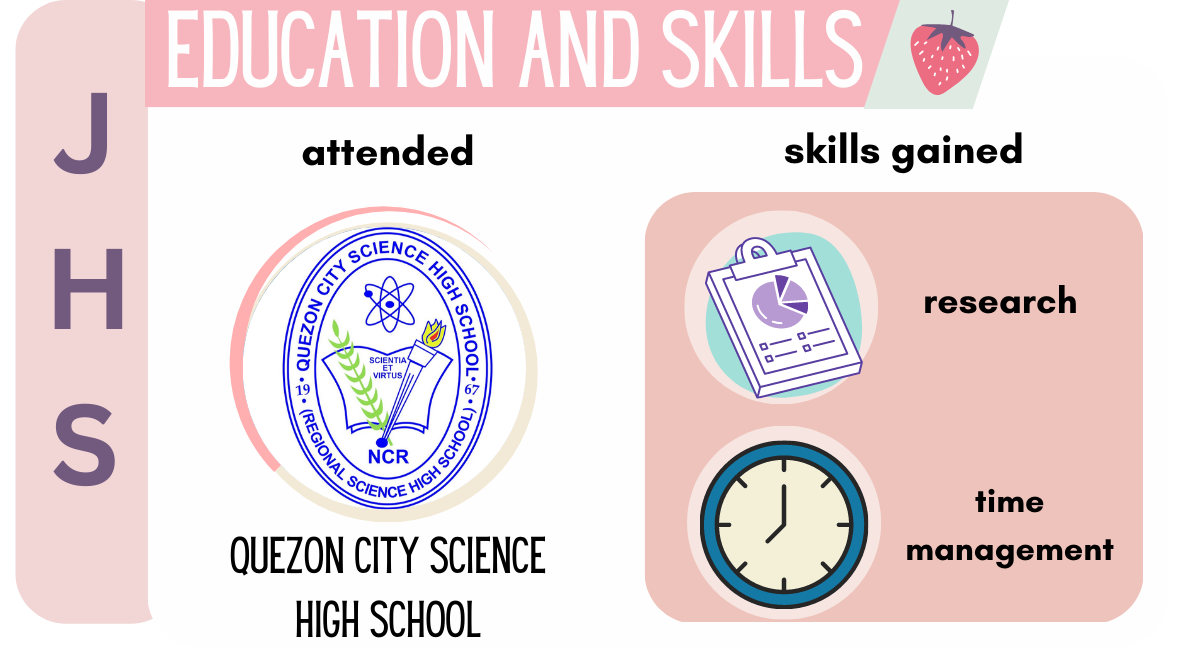 EDUCATION AND SKILLS
J
H
S
attended
QUEZON CITY SCIENCE HIGH SCHOOL
19
67
SCIENTIA
ET
VIRTUS
NCR
(REGIONAL SCIENCE HIGH SCHOOL)
QUEZON CITY SCIENCE
HIGH SCHOOL
skills gained
research
time
management